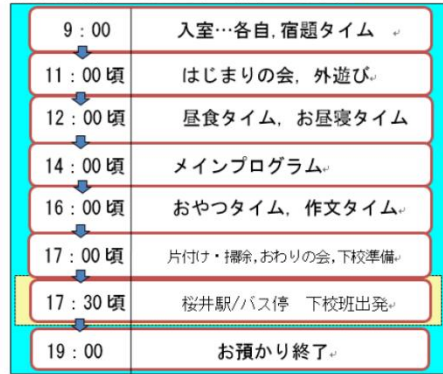 9：00 入室…各自,宿題タイム
11：00頃 はじまりの会, 外遊び
12：00頃 昼食タイム, お昼寝タイム
14：00頃 メインプログラム
16：00頃 おやつタイム, 作文タイム
17：00頃 片付け・掃除,おわりの会,下校準備
17：30頃 桜井駅/バス停 下校班出発
19：00 お預かり終了